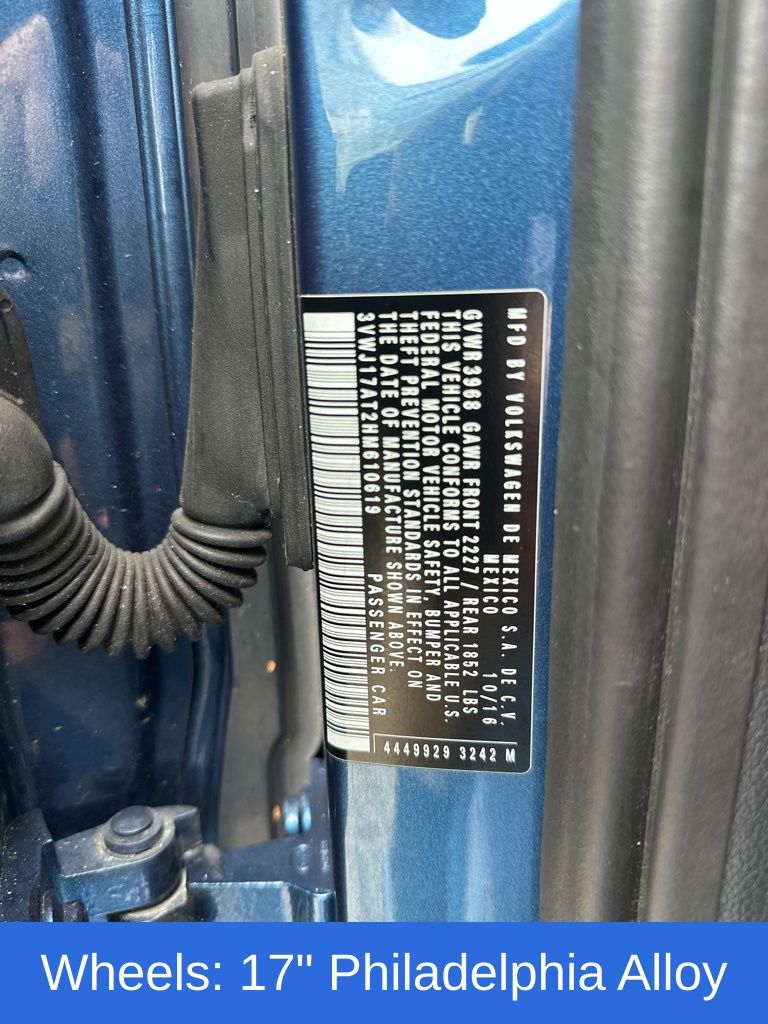 MFD BY VOLKSWAGEN DE MEXICO S.A. DE C.V.
MEXICO 10/16
GVWR 3968 GAWR FRONT 2227 / REAR 1852 LBS
THIS VEHICLE CONFORMS TO ALL APPLICABLE U.S.
FEDERAL MOTOR VEHICLE SAFETY, BUMPER AND
THEFT PREVENTION STANDARDS IN EFFECT ON
THE DATE OF MANUFACTURE SHOWN ABOVE.
3VWJ17AT2HM610619 PASSENGER CAR
4449929 3242 M
Wheels: 17" Philadelphia Alloy